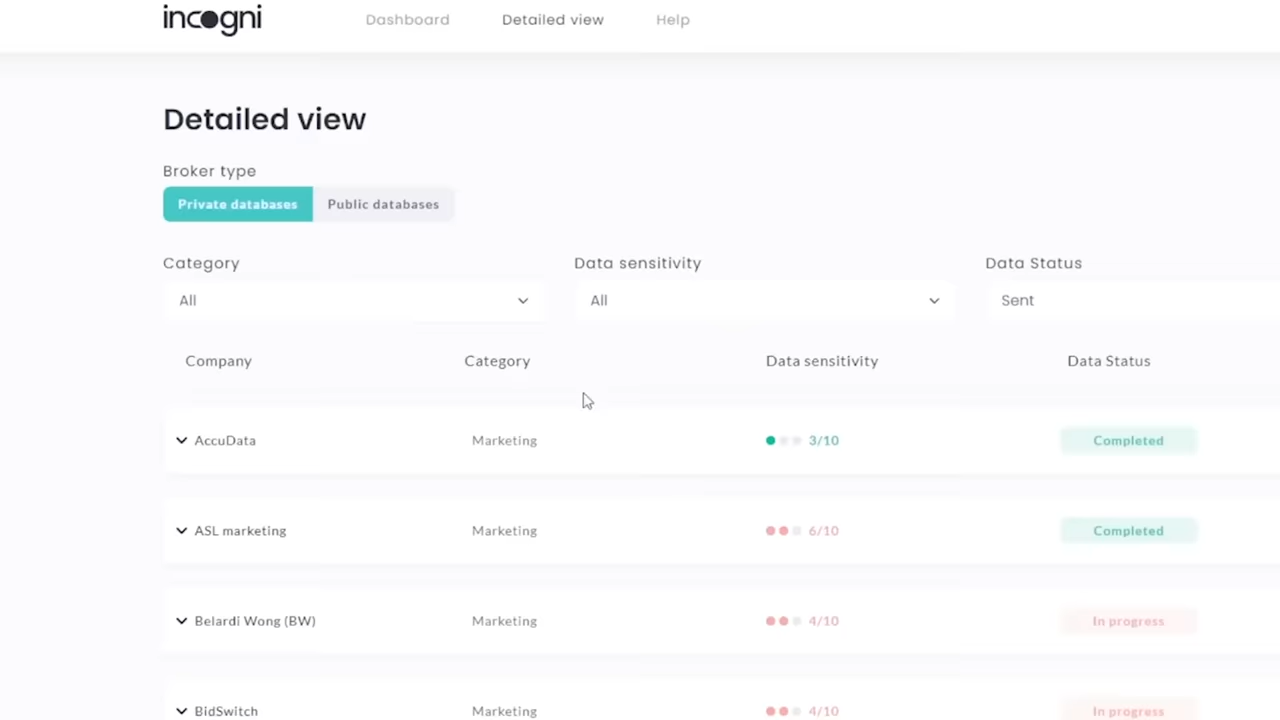 incogni Dashboard Detailed view Help
Detailed view
Broker type
Private databases Public databases
Category Data sensitivity Data Status
All All Sent
Company Category Data sensitivity Data Status
AccuData Marketing 3/10 Completed
ASL marketing Marketing 6/10 Completed
Belardi Wong (BW) Marketing 4/10 In progress
BidSwitch Marketing 4/10 In progress